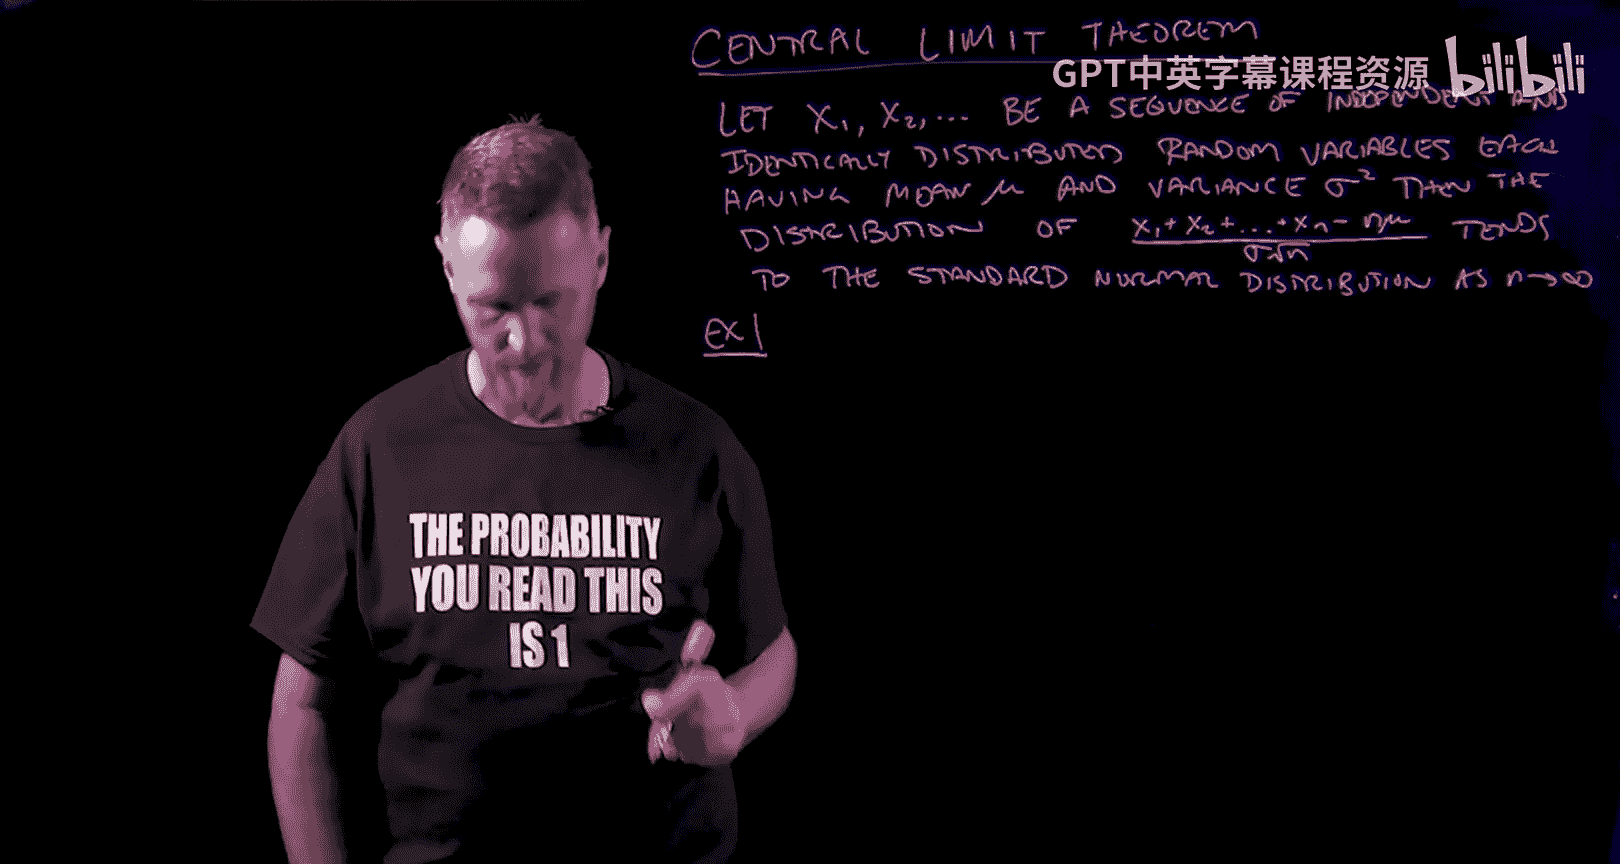 CENTRAL LIMIT THEOREM
GPT中英字幕课程资源 bilibili
LET X₁, X₂, ... BE A SEQUENCE OF INDEPENDENT AND
IDENTICALLY DISTRIBUTED RANDOM VARIABLES EACH
HAVING MEAN μ AND VARIANCE σ² THEN THE
DISTRIBUTION OF (X₁ + X₂ + ... + Xₙ - nμ) / (σ√n) TENDS
TO THE STANDARD NORMAL DISTRIBUTION AS n→∞
EX 1
THE PROBABILITY
YOU READ THIS
IS 1